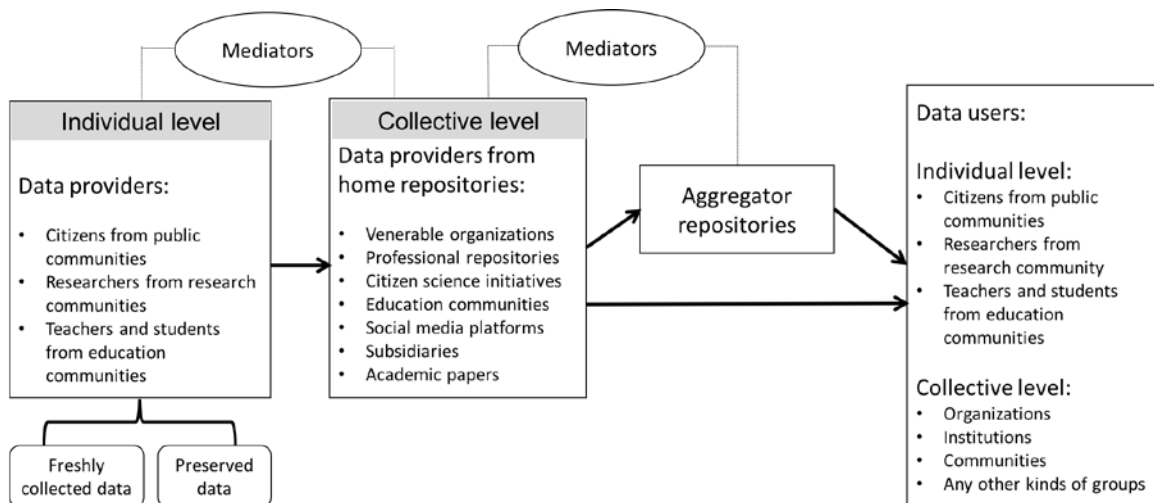 Mediators
Mediators
Individual level
Data providers:
• Citizens from public
communities
• Researchers from research
communities
• Teachers and students
from education
communities
Freshly
collected data
Preserved
data
Collective level
Data providers from
home repositories:
• Venerable organizations
• Professional repositories
• Citizen science initiatives
• Education communities
• Social media platforms
• Subsidiaries
• Academic papers
Aggregator
repositories
Data users:
Individual level:
• Citizens from public
communities
• Researchers from
research community
• Teachers and students
from education
communities
Collective level:
• Organizations
• Institutions
• Communities
• Any other kinds of groups